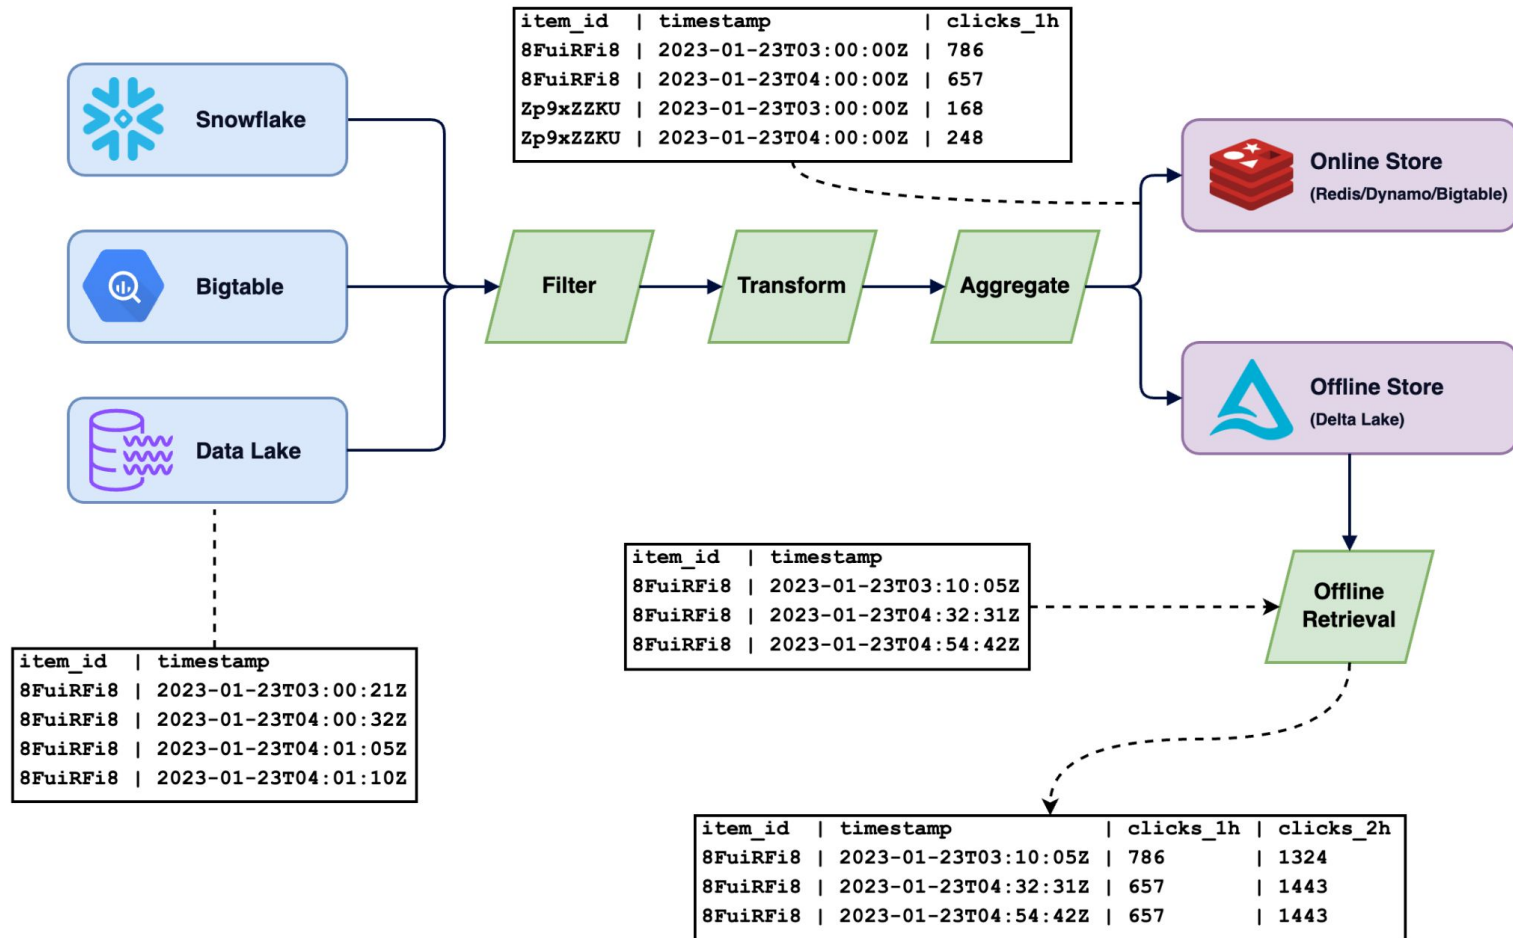 item_id | timestamp | clicks_1h
8FuiRFi8 | 2023-01-23T03:00:00Z | 786
8FuiRFi8 | 2023-01-23T04:00:00Z | 657
Zp9xZZKU | 2023-01-23T03:00:00Z | 168
Zp9xZZKU | 2023-01-23T04:00:00Z | 248
Snowflake
Bigtable
Data Lake
Filter
Transform
Aggregate
Online Store
(Redis/Dynamo/Bigtable)
Offline Store
(Delta Lake)
item_id | timestamp
8FuiRFi8 | 2023-01-23T03:10:05Z
8FuiRFi8 | 2023-01-23T04:32:31Z
8FuiRFi8 | 2023-01-23T04:54:42Z
Offline
Retrieval
item_id | timestamp
8FuiRFi8 | 2023-01-23T03:00:21Z
8FuiRFi8 | 2023-01-23T04:00:32Z
8FuiRFi8 | 2023-01-23T04:01:05Z
8FuiRFi8 | 2023-01-23T04:01:10Z
item_id | timestamp | clicks_1h | clicks_2h
8FuiRFi8 | 2023-01-23T03:10:05Z | 786 | 1324
8FuiRFi8 | 2023-01-23T04:32:31Z | 657 | 1443
8FuiRFi8 | 2023-01-23T04:54:42Z | 657 | 1443